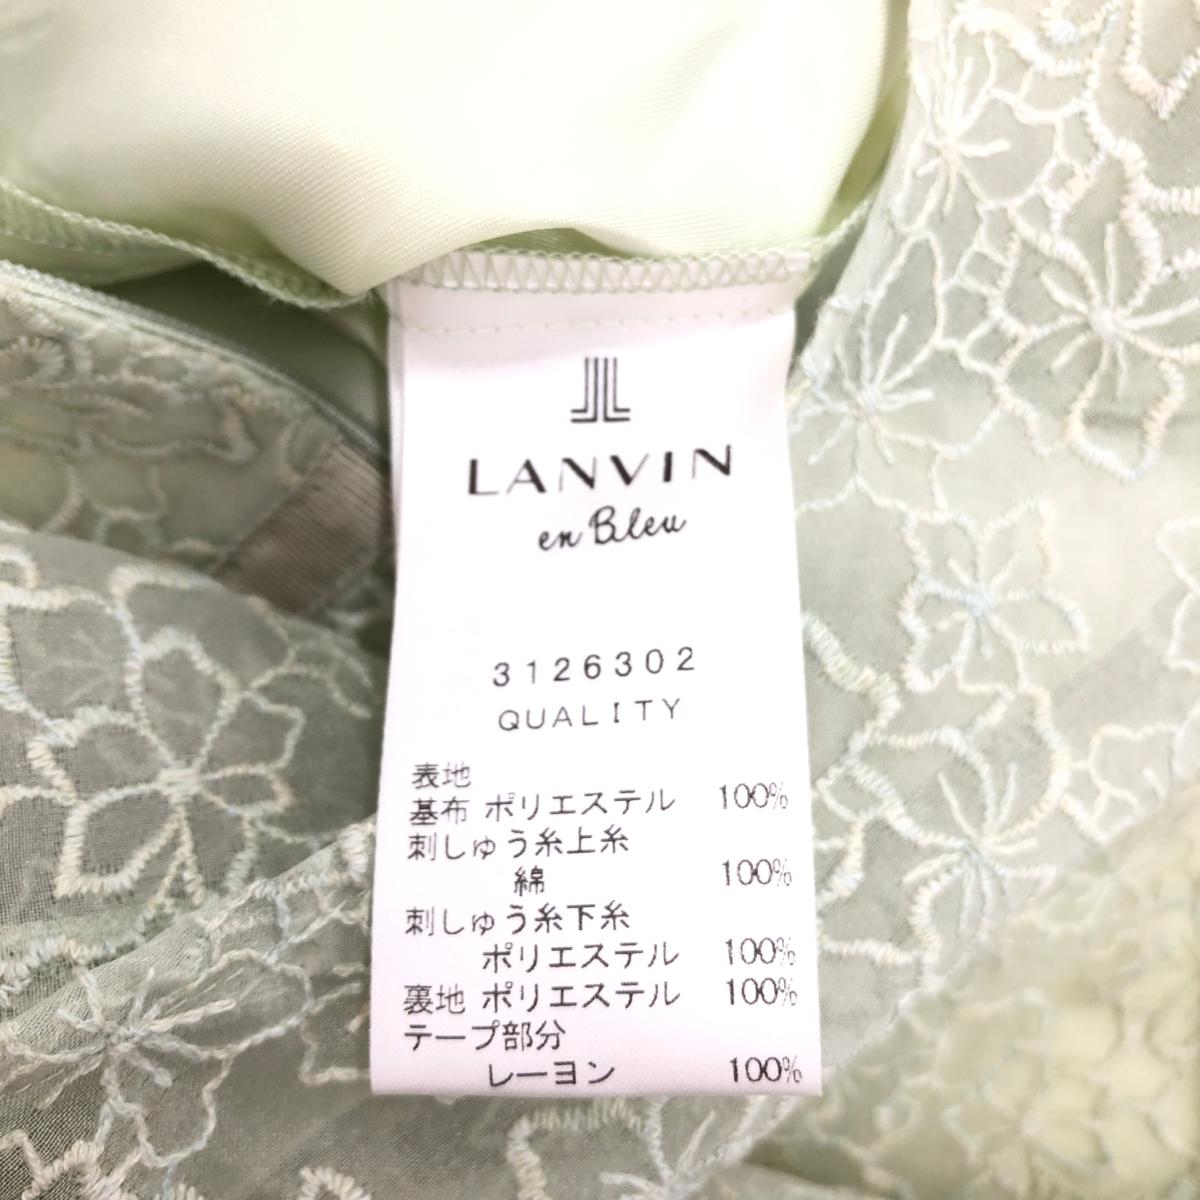 LANVIN
en Bleu
3126302
QUALITY
表地
基布 ポリエステル 100%
刺しゅう糸上糸
綿 100%
刺しゅう糸下糸
ポリエステル 100%
裏地 ポリエステル 100%
テープ部分
レーヨン 100%